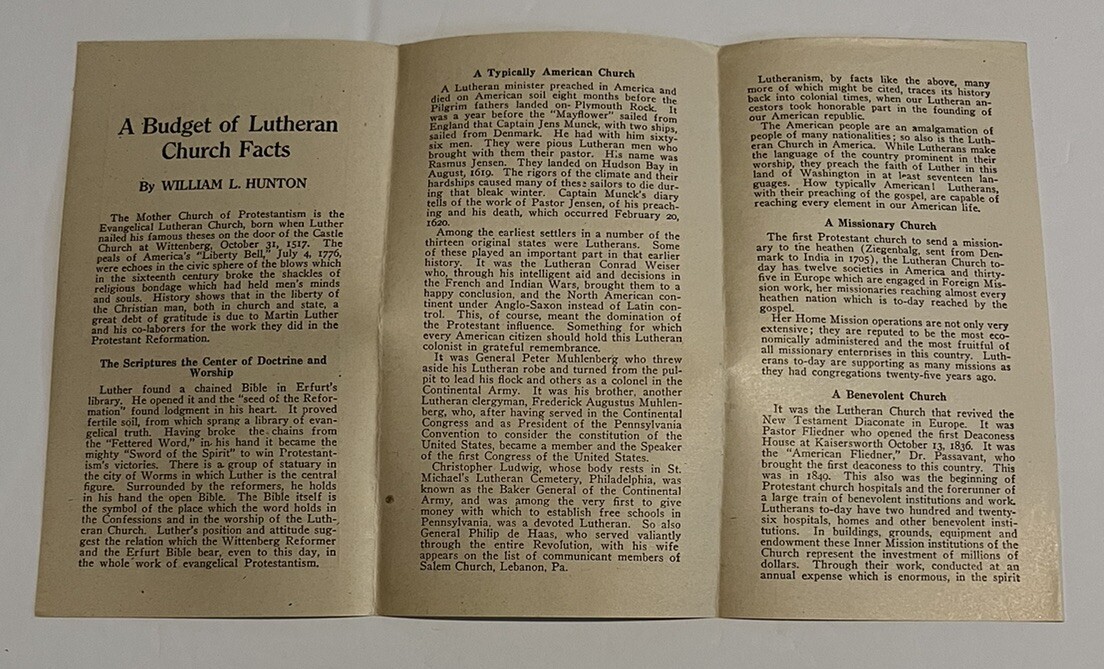 A Budget of Lutheran
Church Facts
By WILLIAM L. HUNTON
The Mother Church of Protestantism is the
Evangelical Lutheran Church, born when Luther
nailed his famous theses on the door of the Castle
Church at Wittenberg, October 31, 1517. The
peals of America's "Liberty Bell," July 4, 1776,
were echoes in the civic sphere of the blows which
in the sixteenth century broke the shackles of
religious bondage which had held men's minds
and souls. History shows that in the liberty of
the Christian man, both in church and state, a
great debt of gratitude is due to Martin Luther
and his co-laborers for the work they did in the
Protestant Reformation.
The Scriptures the Center of Doctrine and
Worship
Luther found a chained Bible in Erfurt's
library. He opened it and the "seed of the Refor-
mation" found lodgment in his heart. It proved
fertile soil, from which sprang a library of evan-
gelical truth. Having broke the chains from
the "Fettered Word," in his hand it became the
mighty "Sword of the Spirit" to win Protestant-
ism's victories. There is a group of statuary in
the city of Worms in which Luther is the central
figure. Surrounded by the reformers, he holds
in his hand the open Bible. The Bible itself is
the symbol of the place which the word holds in
the Confessions and in the worship of the Luth-
eran Church. Luther's position and attitude sug-
gest the relation which the Wittenberg Reformer
and the Erfurt Bible bear, even to this day, in
the whole work of evangelical Protestantism.
A Typically American Church
A Lutheran minister preached in America and
died on American soil eight months before the
Pilgrim fathers landed on Plymouth Rock. It
was a year before the "Mayflower" sailed from
England that Captain Jens Munck, with two ships,
sailed from Denmark. He had with him sixty-
six men. They were pious Lutheran men who
brought with them their pastor. His name was
Rasmus Jensen. They landed on Hudson Bay in
August, 1619. The rigors of the climate and their
hardships caused many of these sailors to die dur-
ing that bleak winter. Captain Munck's diary
tells of the work of Pastor Jensen, of his preach-
ing and his death, which occurred February 20,
1620.
Among the earliest settlers in a number of the
thirteen original states were Lutherans. Some
of these played an important part in that earlier
history. It was the Lutheran Conrad Weiser
who, through his intelligent aid and decisions in
the French and Indian Wars, brought them to a
happy conclusion, and the North American con-
tinent under Anglo-Saxon instead of Latin con-
trol. This, of course, meant the domination of
the Protestant influence. Something for which
every American citizen should hold this Lutheran
colonist in grateful remembrance.
It was General Peter Muhlenberg who threw
aside his Lutheran robe and turned from the pul-
pit to lead his flock and others as a colonel in the
Continental Army. It was his brother, another
Lutheran clergyman, Frederick Augustus Muhlen-
berg, who, after having served in the Continental
Congress and as President of the Pennsylvania
Convention to consider the constitution of the
United States, became a member and the Speaker
of the first Congress of the United States.
Christopher Ludwig, whose body rests in St.
Michael's Lutheran Cemetery, Philadelphia, was
known as the Baker General of the Continental
Army, and was among the very first to give
money with which to establish free schools in
Pennsylvania, was a devoted Lutheran. So also
General Philip de Haas, who served valiantly
through the entire Revolution, with his wife
appears on the list of communicant members of
Salem Church, Lebanon, Pa.
Lutheranism, by facts like the above, many
more of which might be cited, traces its history
back into colonial times, when our Lutheran an-
cestors took honorable part in the founding of
our American republic.
The American people are an amalgamation of
people of many nationalities; so also is the Luth-
eran Church in America. While Lutherans make
the language of the country prominent in their
worship, they preach the faith of Luther in this
land of Washington in at least seventeen lan-
guages. How typically American! Lutherans,
with their preaching of the gospel, are capable of
reaching every element in our American life.
A Missionary Church
The first Protestant church to send a mission-
ary to the heathen (Ziegenbalg, sent from Den-
mark to India in 1705), the Lutheran Church to-
day has twelve societies in America and thirty-
five in Europe which are engaged in Foreign Mis-
sion work, her missionaries reaching almost every
heathen nation which is to-day reached by the
gospel.
Her Home Mission operations are not only very
extensive; they are reputed to be the most eco-
nomically administered and the most fruitful of
all missionary enterprises in this country. Luth-
erans to-day are supporting as many missions as
they had congregations twenty-five years ago.
A Benevolent Church
It was the Lutheran Church that revived the
New Testament Diaconate in Europe. It was
Pastor Fliedner who opened the first Deaconess
House at Kaisersworth October 13, 1836. It was
the "American Fliedner," Dr. Passavant, who
brought the first deaconess to this country. This
was in 1849. This also was the beginning of
Protestant church hospitals and the forerunner of
a large train of benevolent institutions and work.
Lutherans to-day have two hundred and twenty-
six hospitals, homes and other benevolent insti-
tutions. In buildings, grounds, equipment and
endowment these Inner Mission institutions of the
Church represent the investment of millions of
dollars. Through their work, conducted at an
annual expense which is enormous, in the spirit